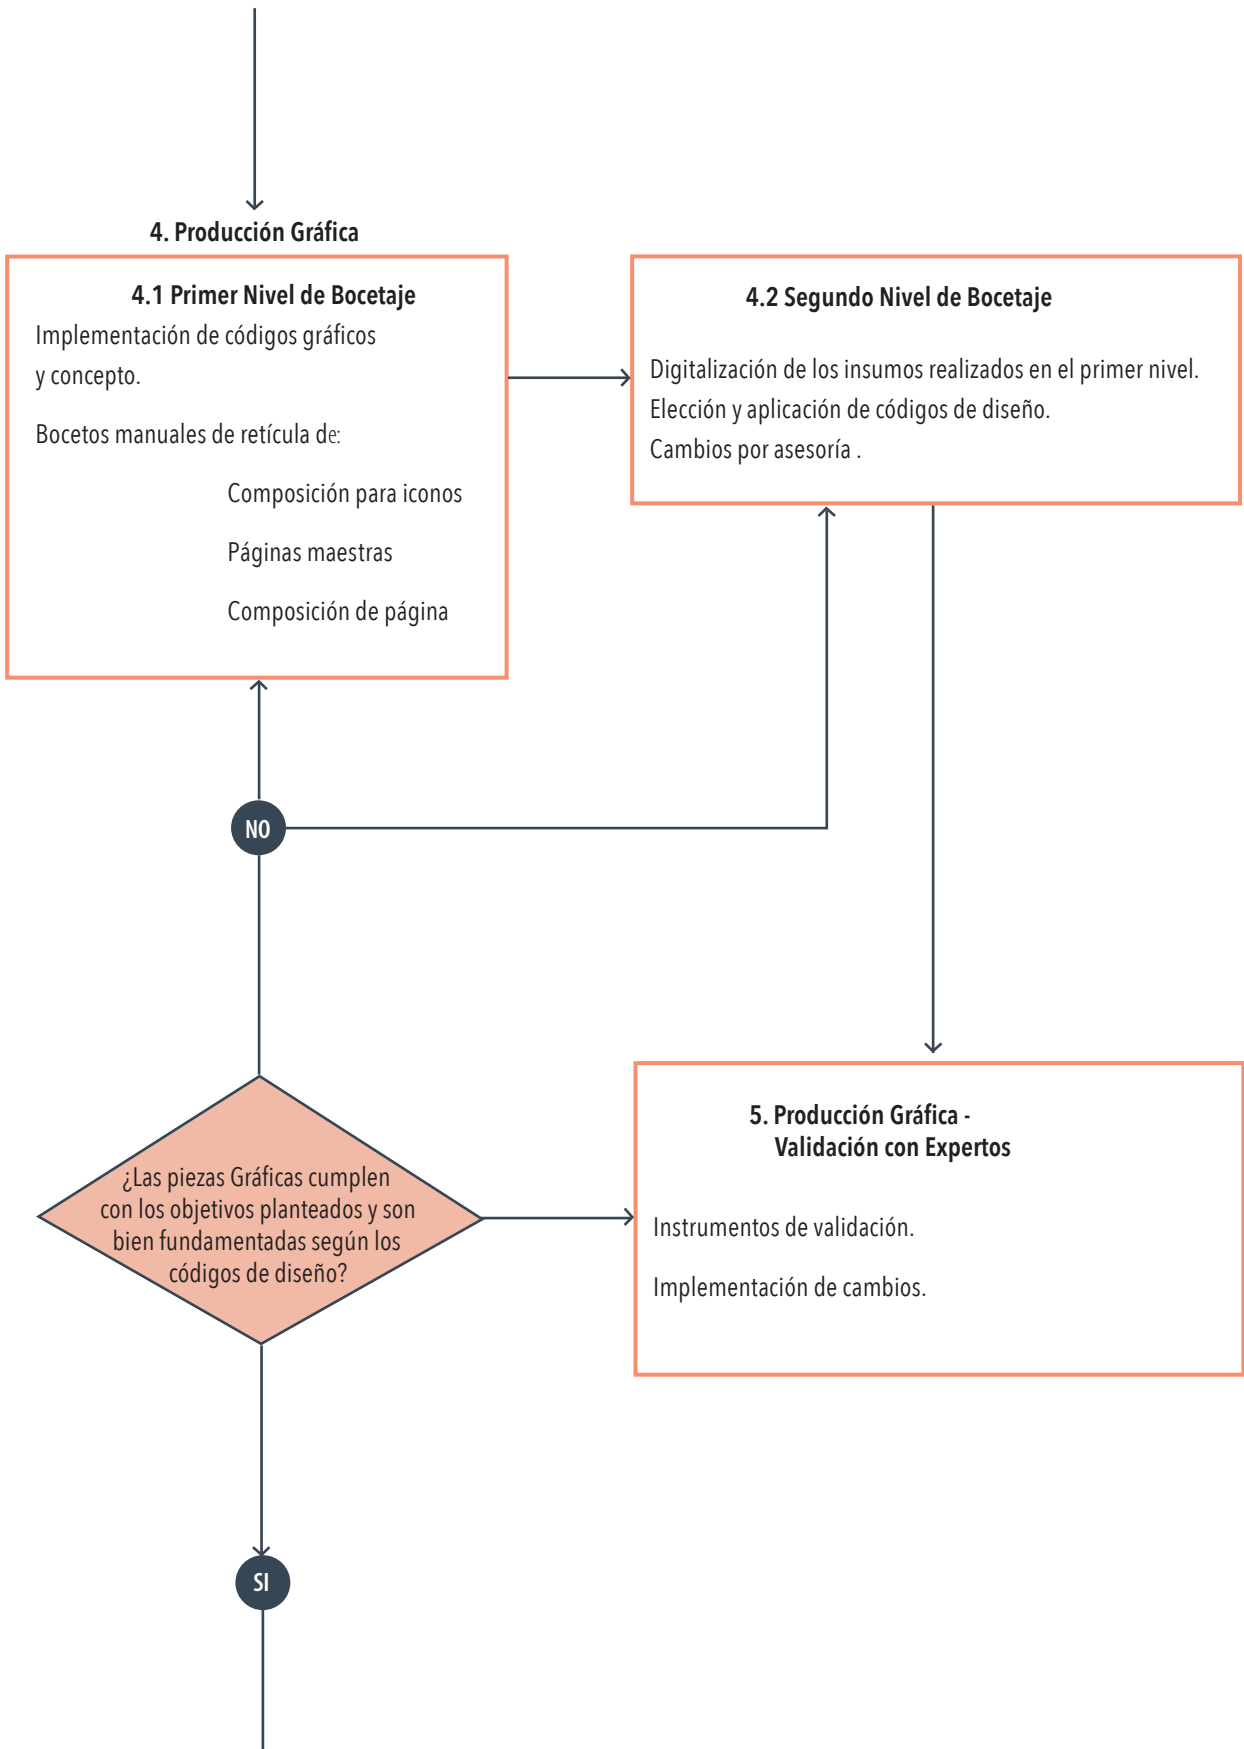 4. Producción Gráfica
4.1 Primer Nivel de Bocetaje
Implementación de códigos gráficos
y concepto.
Bocetos manuales de retícula de:
Composición para iconos
Páginas maestras
Composición de página
4.2 Segundo Nivel de Bocetaje
Digitalización de los insumos realizados en el primer nivel.
Elección y aplicación de códigos de diseño.
Cambios por asesoría .
NO
¿Las piezas Gráficas cumplen
con los objetivos planteados y son
bien fundamentadas según los
códigos de diseño?
5. Producción Gráfica -
Validación con Expertos
Instrumentos de validación.
Implementación de cambios.
SI